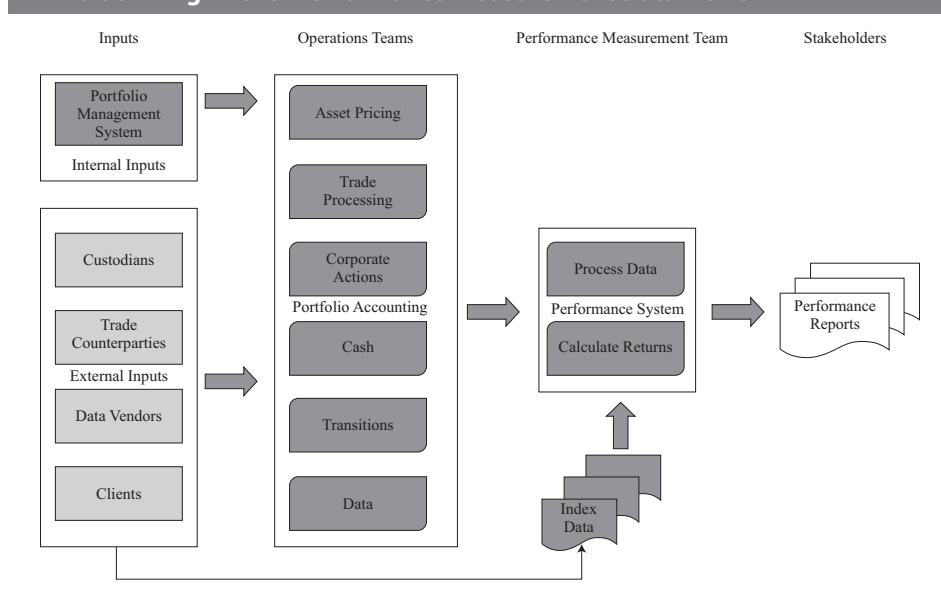 Inputs
Operations Teams
Performance Measurement Team
Stakeholders
Portfolio
Management
System
Internal Inputs
Custodians
Trade
Counterparties
External Inputs
Data Vendors
Clients
Asset Pricing
Trade
Processing
Corporate
Actions
Portfolio Accounting
Cash
Transitions
Data
Process Data
Performance System
Calculate Returns
Index
Data
Performance
Reports